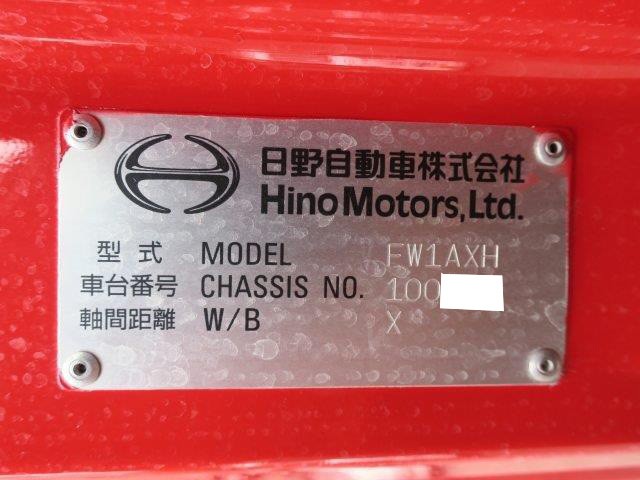 日野自動車株式会社
Hino Motors, Ltd.
型式 MODEL FW1AXH
車台番号 CHASSIS NO. 100
軸間距離 W/B X